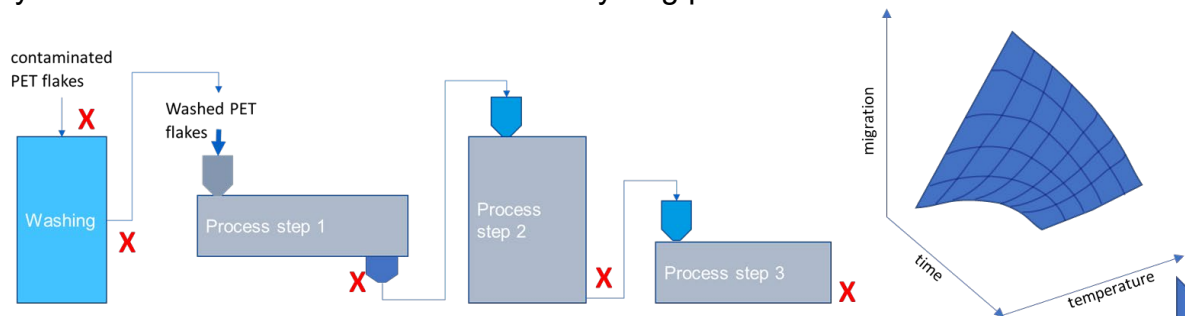 contaminated
PET flakes
X
Washed PET
flakes
Washing
X
Process step 1
X
Process
step 2
X
Process step 3
X
migration
time
temperature